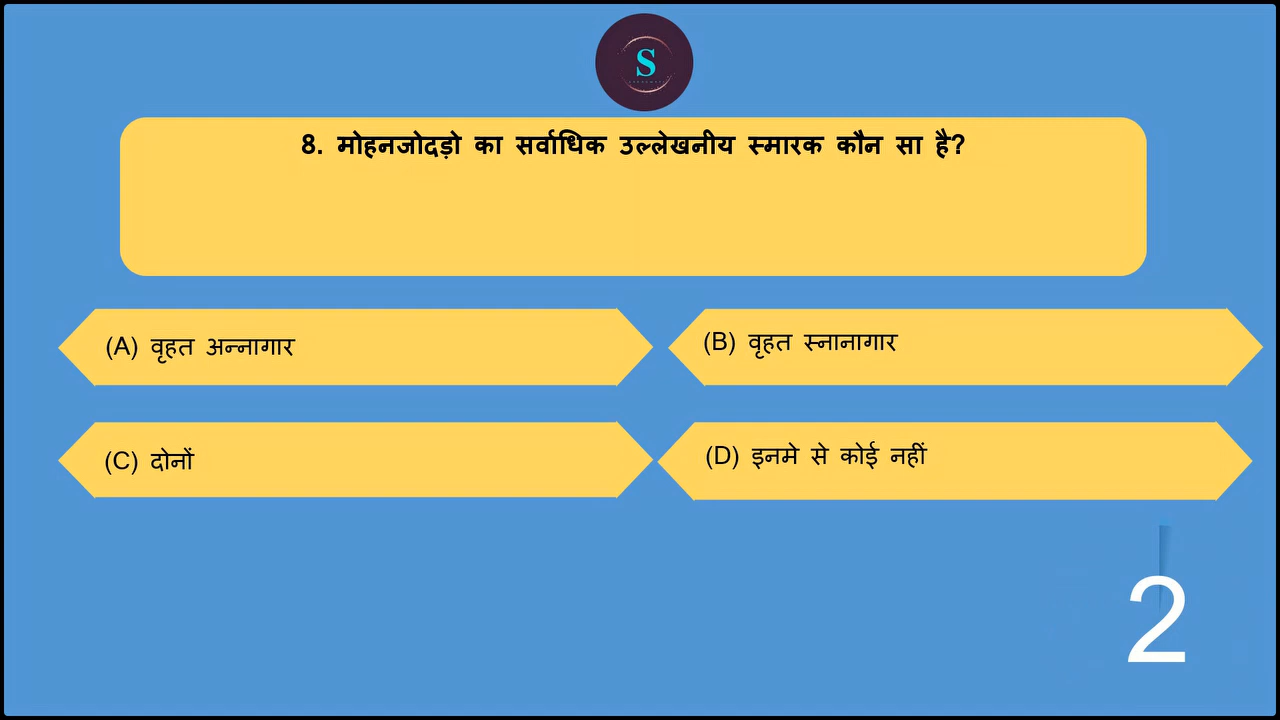 S
8. मोहनजोदड़ो का सर्वाधिक उल्लेखनीय स्मारक कौन सा है?
(A) वृहत अन्नागार
(B) वृहत स्नानागार
(C) दोनों
(D) इनमे से कोई नहीं
2